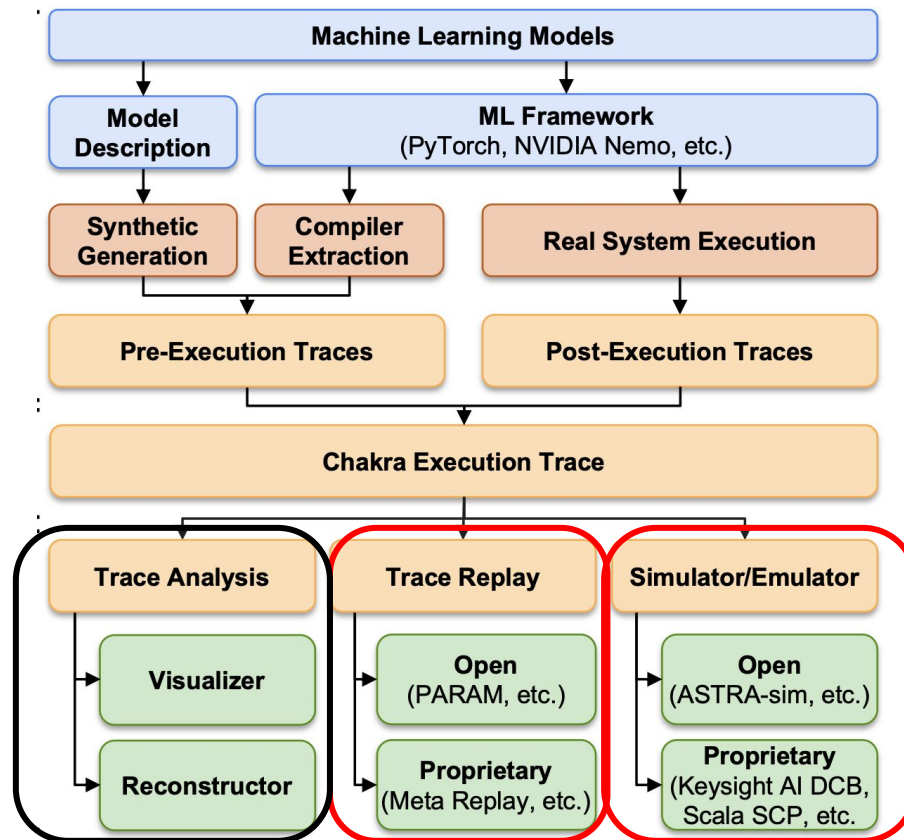 Machine Learning Models
Model
Description
ML Framework
(PyTorch, NVIDIA Nemo, etc.)
Synthetic
Generation
Compiler
Extraction
Real System Execution
Pre-Execution Traces
Post-Execution Traces
Chakra Execution Trace
Trace Analysis
Trace Replay
Simulator/Emulator
Visualizer
Open
(PARAM, etc.)
Open
(ASTRA-sim, etc.)
Reconstructor
Proprietary
(Meta Replay, etc.)
Proprietary
(Keysight AI DCB,
Scala SCP, etc.